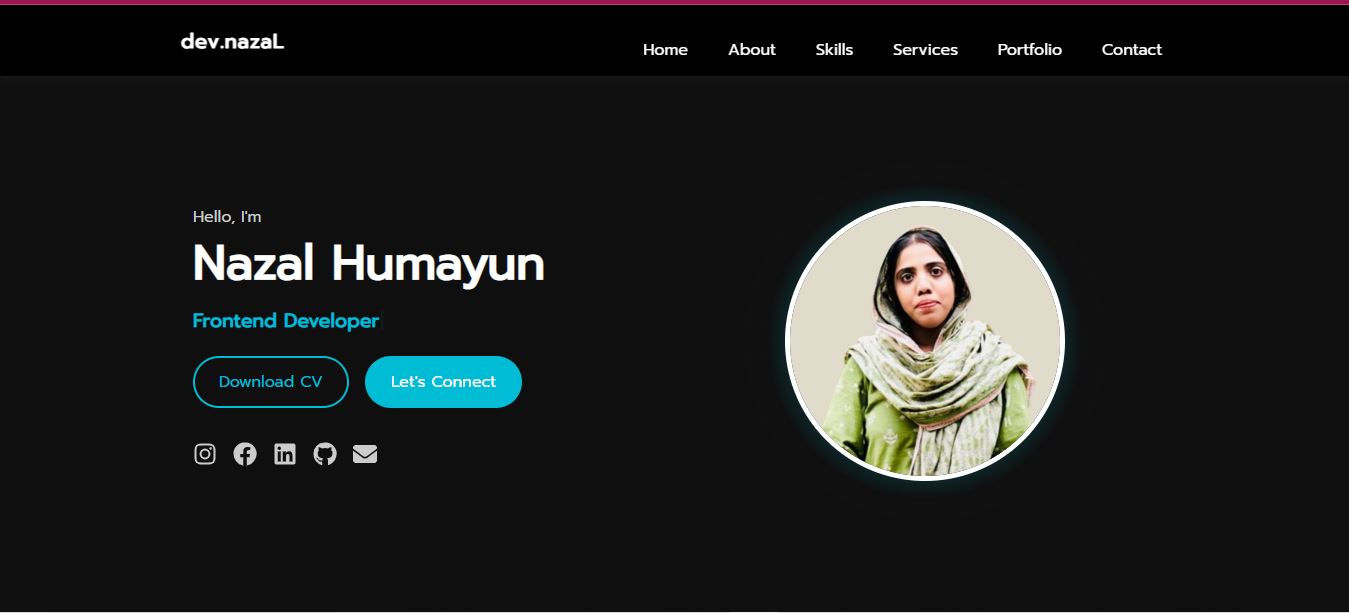 dev.nazaL
Home About Skills Services Portfolio Contact
Hello, I'm
Nazal Humayun
Frontend Developer
Download CV Let's Connect